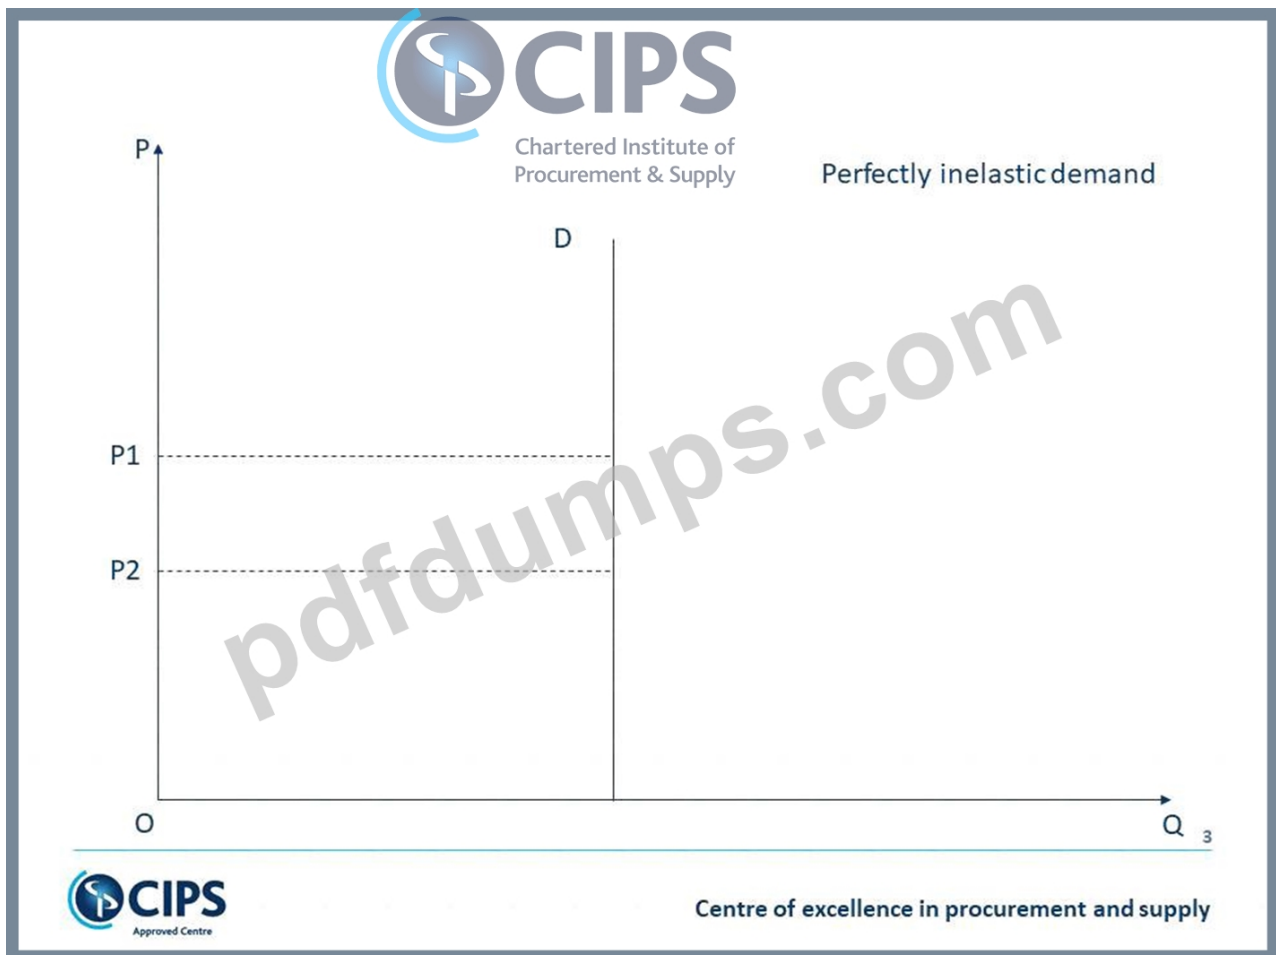 CIPS
Chartered Institute of
Procurement & Supply
P
Perfectly inelastic demand
D
P1
P2
pdfdumps.com
O
Q
3
CIPS
Approved Centre
Centre of excellence in procurement and supply